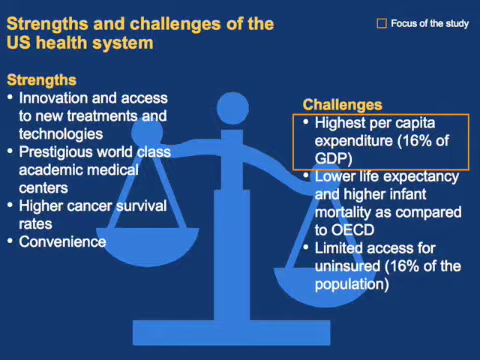 Strengths and challenges of the
US health system
Focus of the study
Strengths
• Innovation and access
to new treatments and
technologies
• Prestigious world class
academic medical
centers
• Higher cancer survival
rates
• Convenience
Challenges
• Highest per capita
expenditure (16% of
GDP)
• Lower life expectancy
and higher infant
mortality as compared
to OECD
• Limited access for
uninsured (16% of the
population)